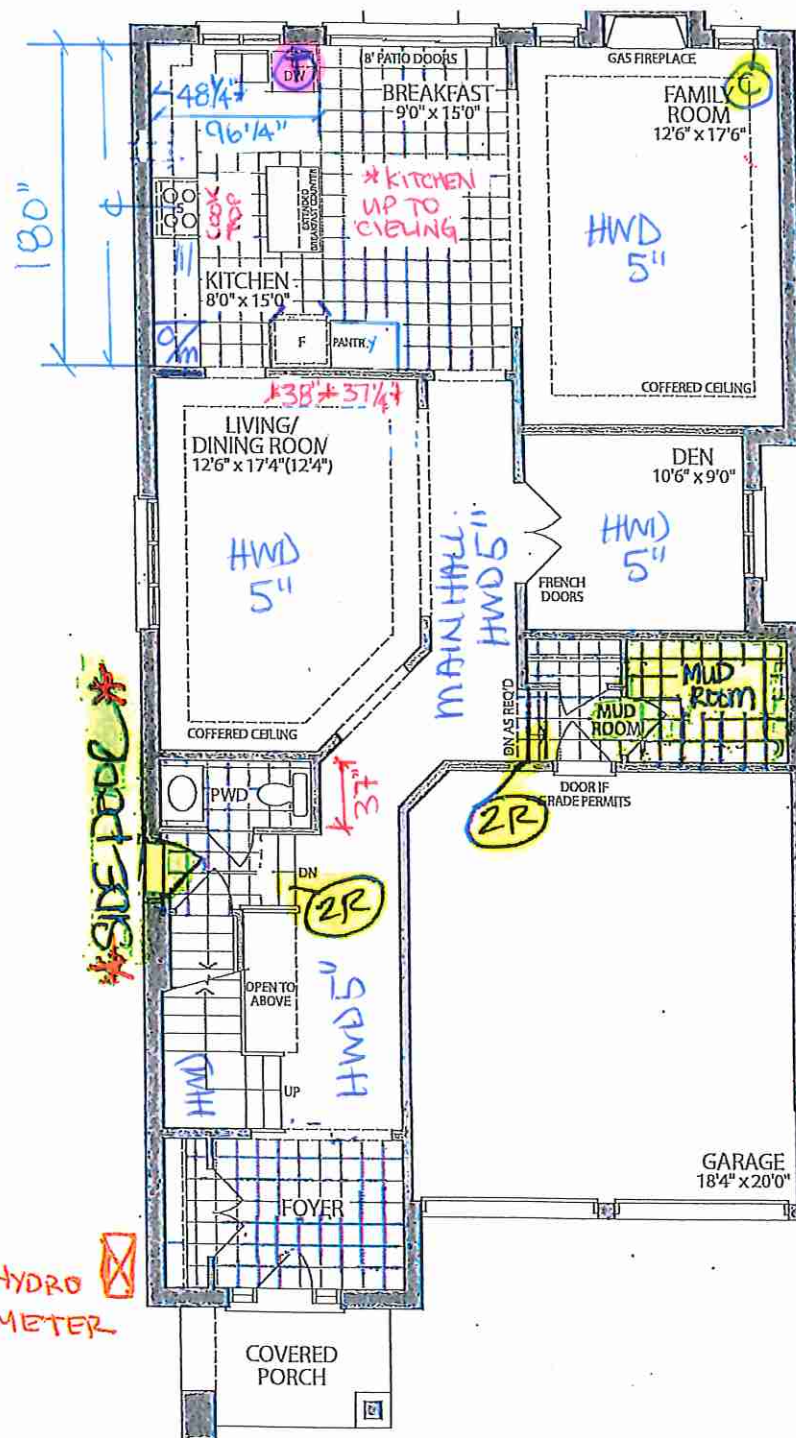 8' PATIO DOORS
GAS FIREPLACE
DW
48 1/4"
96 1/4"
BREAKFAST
9'0" x 15'0"
FAMILY
ROOM
12'6" x 17'6"
C
180"
* KITCHEN
UP TO
CIELING
EXTENDED
BREAKFAST COUNTER
S
HWD
5"
KITCHEN
8'0" x 15'0"
O/M
F
PANTRY
COFFERED CEILING
*38"* 37 1/4"*
LIVING/
DINING ROOM
12'6" x 17'4"(12'4")
DEN
10'6" x 9'0"
HWD
5"
HWD
5"
MAIN HALL
HWD 5"
FRENCH
DOORS
COFFERED CEILING
DN AS REQ'D
MUD
ROOM
MUD
ROOM
*SIDE DOOR*
PWD
37"
DOOR IF
GRADE PERMITS
2R
DN
2R
OPEN TO
ABOVE
HWD 5"
HWD
UP
GARAGE
18'4" x 20'0"
FOYER
HYDRO
METER
COVERED
PORCH